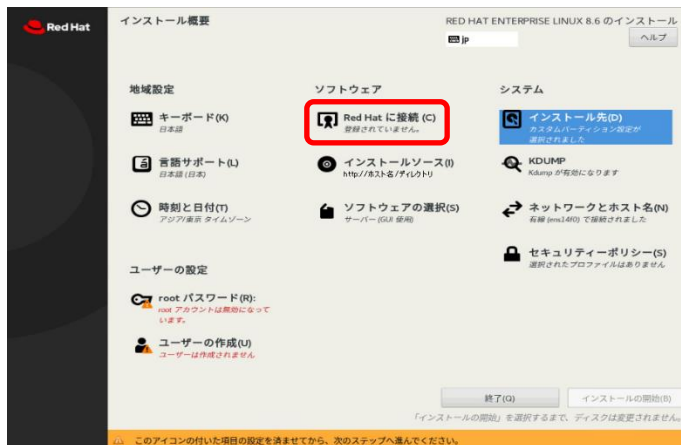 Red Hat
インストール概要
RED HAT ENTERPRISE LINUX 8.6 のインストール
jp
ヘルプ
地域設定
キーボード(K)
日本語
言語サポート(L)
日本語 (日本)
時刻と日付(T)
アジア/東京 タイムゾーン
ソフトウェア
Red Hat に接続 (C)
登録されていません。
インストールソース(I)
http://ホスト名/ディレクトリ
ソフトウェアの選択(S)
サーバー (GUI 使用)
システム
インストール先(D)
カスタムパーティション設定が
選択されました
KDUMP
Kdump が有効になります
ネットワークとホスト名(N)
有線 (ens14f0) で接続されました
セキュリティーポリシー(S)
選択されたプロファイルはありません
ユーザーの設定
root パスワード(R):
root アカウントは無効になって
います。
ユーザーの作成(U)
ユーザーは作成されません
終了(Q)
インストールの開始(B)
「インストールの開始」を選択するまで、ディスクは変更されません。
このアイコンの付いた項目の設定を済ませてから、次のステップへ進んでください。